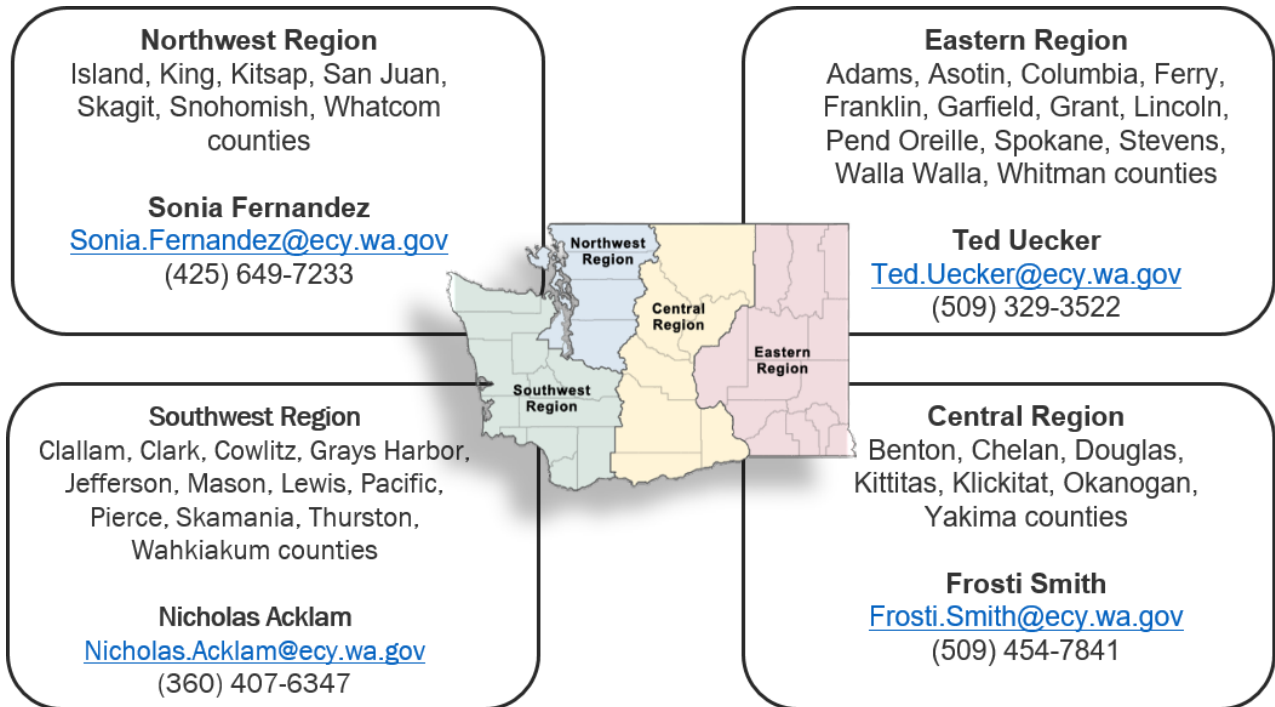 Northwest Region
Island, King, Kitsap, San Juan,
Skagit, Snohomish, Whatcom
counties
Sonia Fernandez
Sonia.Fernandez@ecy.wa.gov
(425) 649-7233
Eastern Region
Adams, Asotin, Columbia, Ferry,
Franklin, Garfield, Grant, Lincoln,
Pend Oreille, Spokane, Stevens,
Walla Walla, Whitman counties
Ted Uecker
Ted.Uecker@ecy.wa.gov
(509) 329-3522
Northwest
Region
Central
Region
Eastern
Region
Southwest
Region
Southwest Region
Clallam, Clark, Cowlitz, Grays Harbor,
Jefferson, Mason, Lewis, Pacific,
Pierce, Skamania, Thurston,
Wahkiakum counties
Nicholas Acklam
Nicholas.Acklam@ecy.wa.gov
(360) 407-6347
Central Region
Benton, Chelan, Douglas,
Kittitas, Klickitat, Okanogan,
Yakima counties
Frosti Smith
Frosti.Smith@ecy.wa.gov
(509) 454-7841